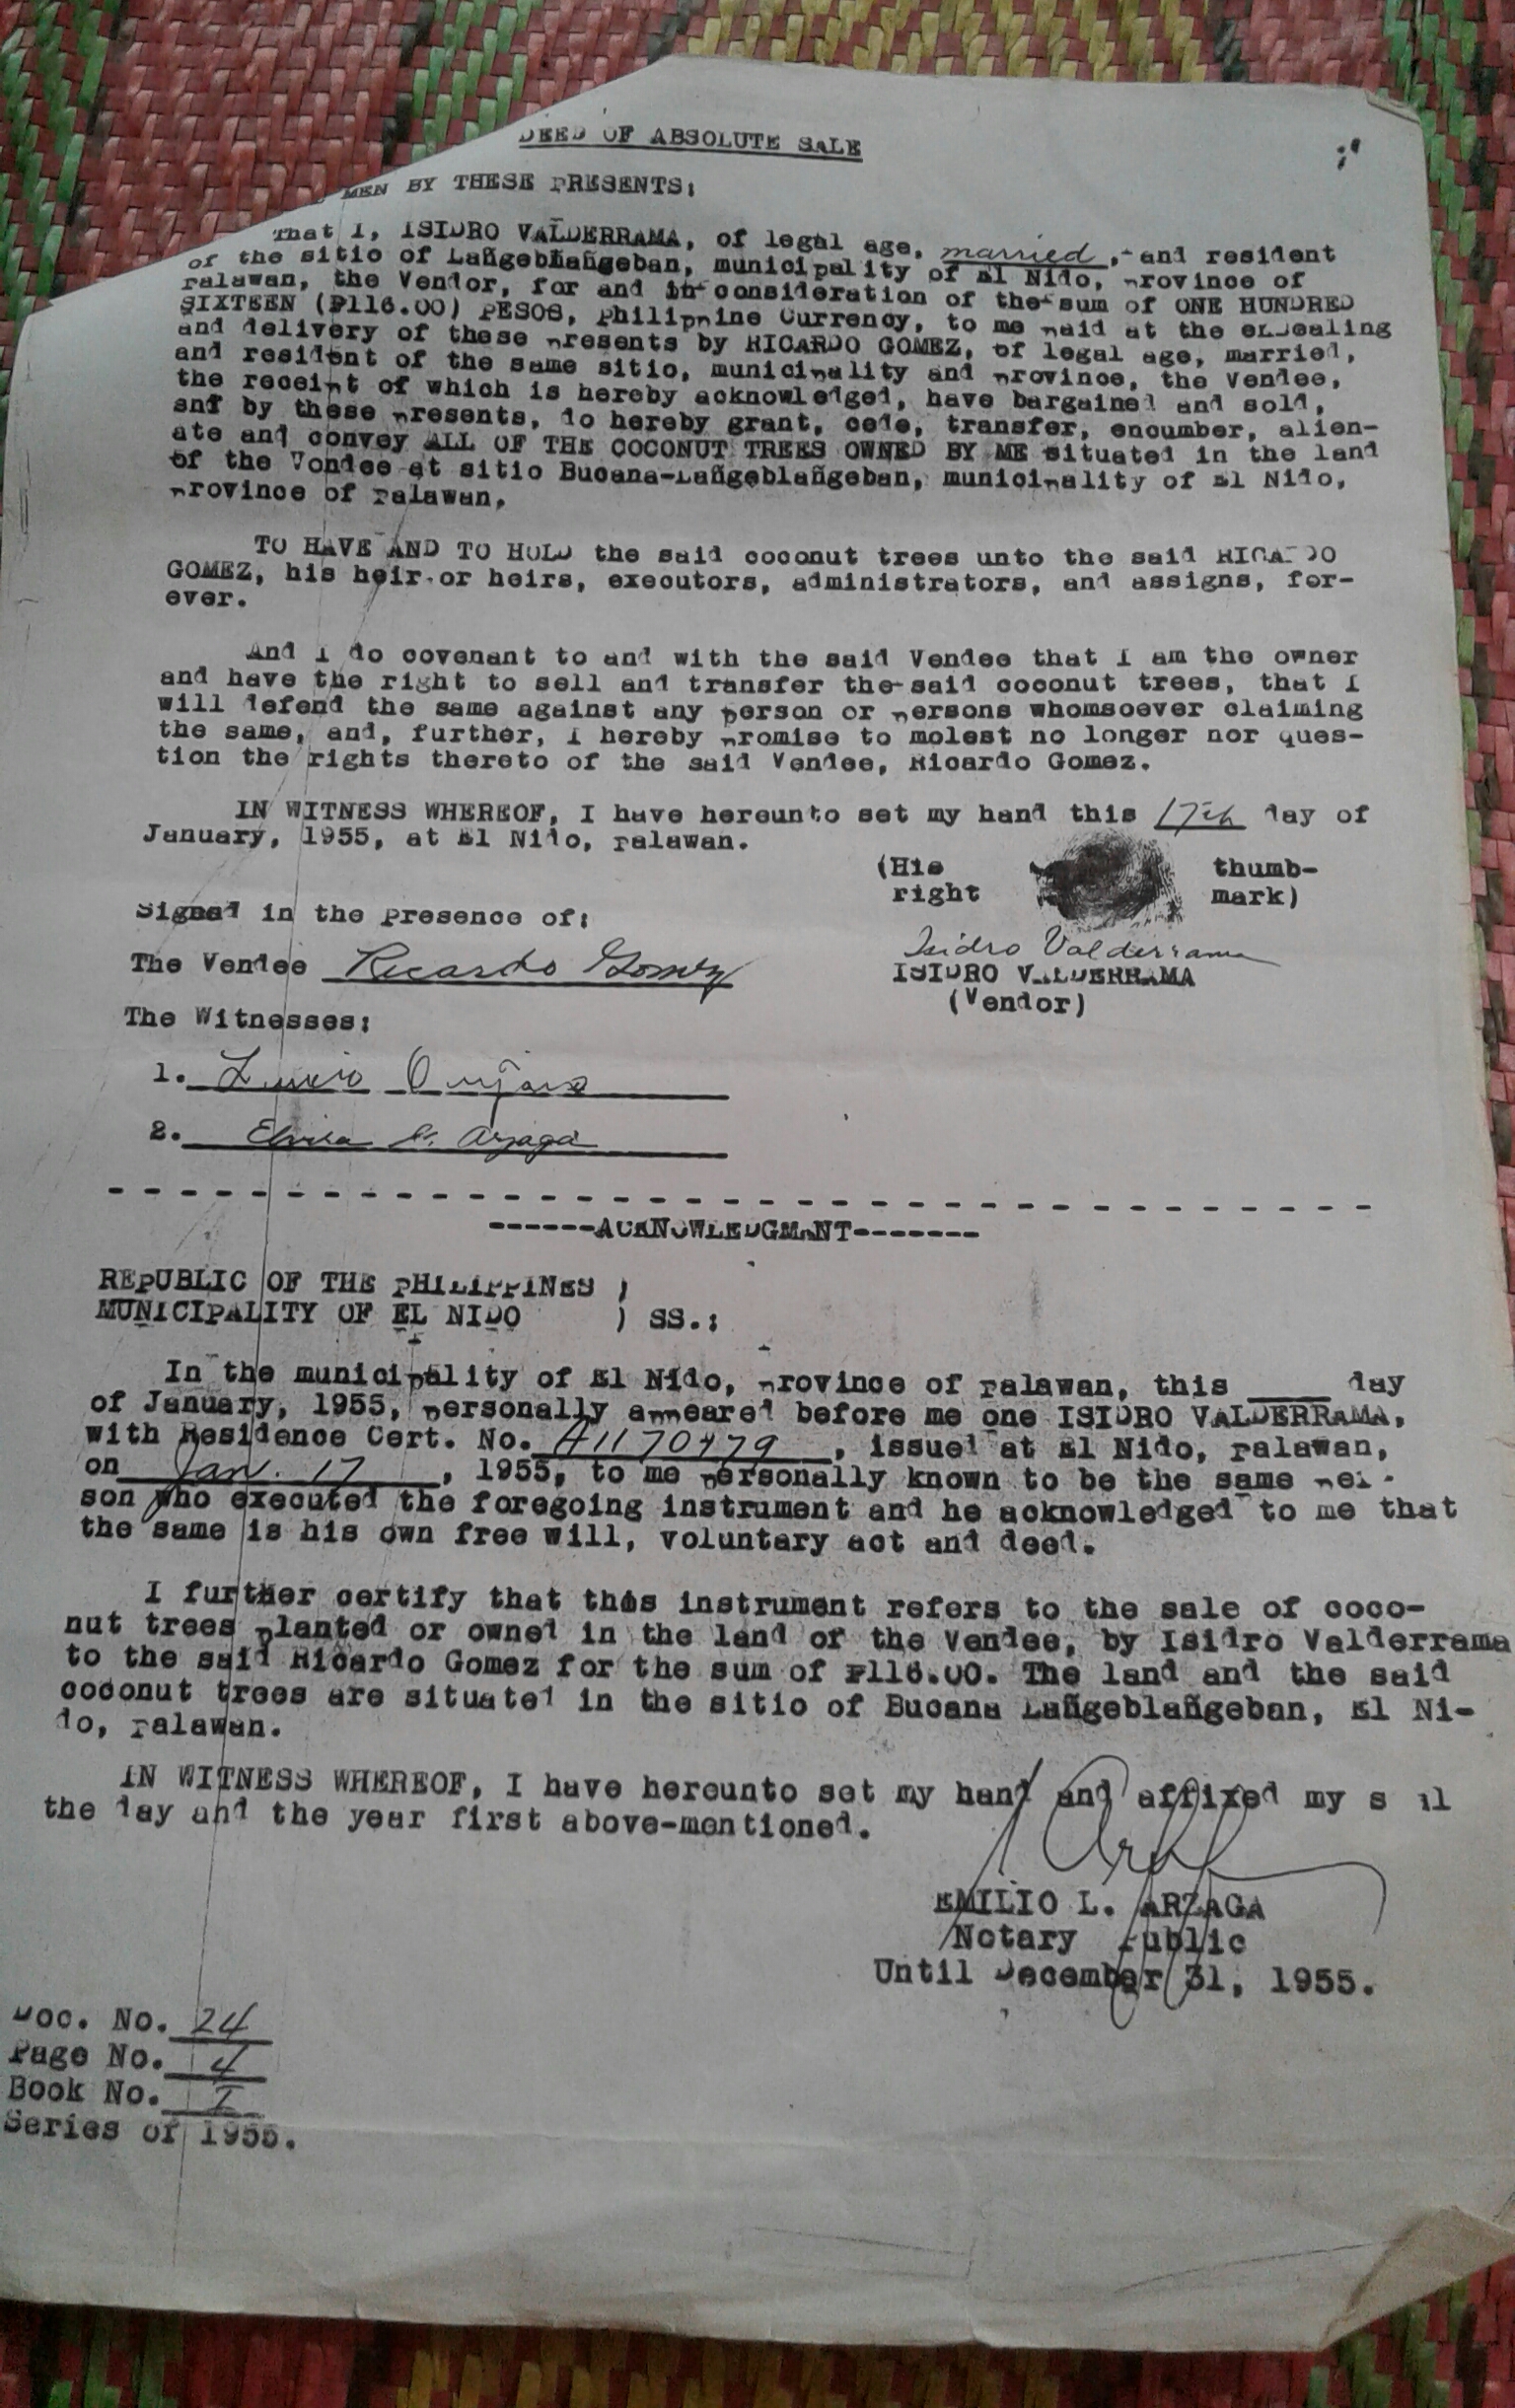 DEED OF ABSOLUTE SALE
MEN BY THESE PRESENTS:
That I, ISIDRO VALDERRAMA, of legal age, married, and resident
of the sitio of Lañgeblañgeban, municipality of El Nido, Province of
Palawan, the Vendor, for and in consideration of the sum of ONE HUNDRED
SIXTEEN (₱116.00) PESOS, Philippine Currency, to me paid at the ensealing
and delivery of these presents by RICARDO GOMEZ, of legal age, married,
and resident of the same sitio, municipality and province, the Vendee,
the receipt of which is hereby acknowledged, have bargained and sold,
and by these presents, do hereby grant, cede, transfer, encumber, alien-
ate and convey ALL OF THE COCONUT TREES OWNED BY ME situated in the land
of the Vendee at sitio Bucana-Lañgeblañgeban, municipality of El Nido,
Province of Palawan.
TO HAVE AND TO HOLD the said coconut trees unto the said RICARDO
GOMEZ, his heir or heirs, executors, administrators, and assigns, for-
ever.
And I do covenant to and with the said Vendee that I am the owner
and have the right to sell and transfer the said coconut trees, that I
will defend the same against any person or persons whomsoever claiming
the same, and, further, I hereby promise to molest no longer nor ques-
tion the rights thereto of the said Vendee, Ricardo Gomez.
IN WITNESS WHEREOF, I have hereunto set my hand this 17th day of
January, 1955, at El Nido, Palawan.
(His thumb-
right mark)
Signed in the presence of:
Isidro Valderrama
The Vendee Ricardo Gomez
ISIDRO VALDERRAMA
(Vendor)
The Witnesses:
1.
2. Arzaga
------ACKNOWLEDGMENT-------
REPUBLIC OF THE PHILIPPINES )
MUNICIPALITY OF EL NIDO ) SS.:
In the municipality of El Nido, Province of Palawan, this ____ day
of January, 1955, personally appeared before me one ISIDRO VALDERRAMA,
with Residence Cert. No. , issued at El Nido, Palawan,
on Jan. 17, 1955, to me personally known to be the same per-
son who executed the foregoing instrument and he acknowledged to me that
the same is his own free will, voluntary act and deed.
I further certify that this instrument refers to the sale of coco-
nut trees planted or owned in the land of the Vendee, by Isidro Valderrama
to the said Ricardo Gomez for the sum of ₱116.00. The land and the said
coconut trees are situated in the sitio of Bucana Lañgeblañgeban, El Ni-
do, Palawan.
IN WITNESS WHEREOF, I have hereunto set my hand and affixed my seal
the day and the year first above-mentioned.
EMILIO L. ARZAGA
Notary Public
Until December 31, 1955.
Doc. No. 24
Page No. 4
Book No. I
Series of 1955.